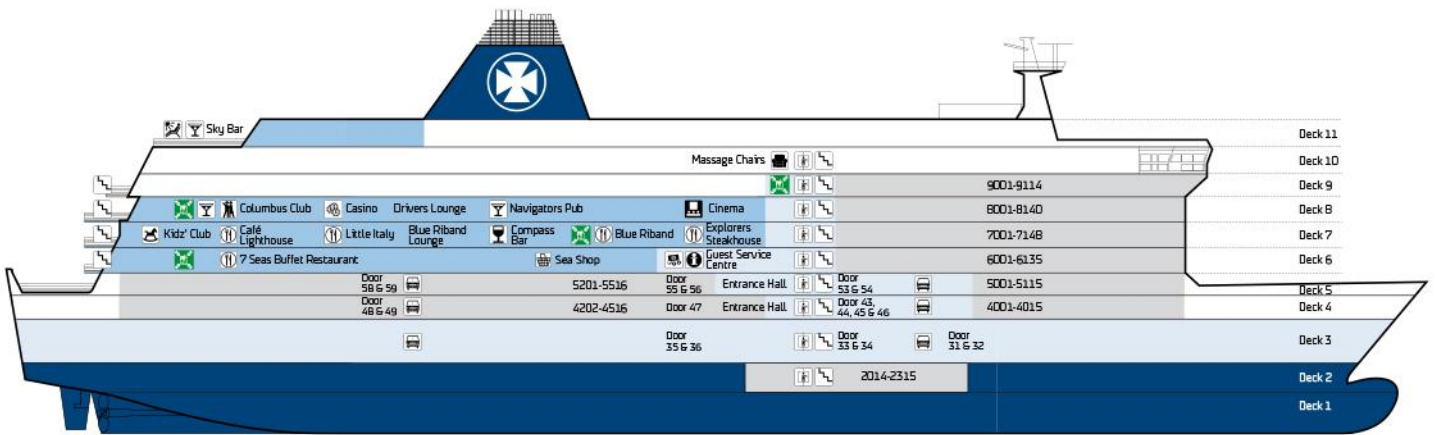 Sky Bar
Deck 11
Massage Chairs
Deck 10
9001-9114
Deck 9
Columbus Club
Casino
Drivers Lounge
Navigators Pub
Cinema
8001-8140
Deck 8
Kidz' Club
Café
Lighthouse
Little Italy
Blue Riband
Lounge
Compass
Bar
Blue Riband
Explorers
Steakhouse
7001-7148
Deck 7
7 Seas Buffet Restaurant
Sea Shop
Guest Service
Centre
6001-6135
Deck 6
Door
58 & 59
5201-5516
Door
55 & 56
Entrance Hall
Door
53 & 54
5001-5115
Deck 5
Door
48 & 49
4202-4516
Door 47
Entrance Hall
Door 43,
44, 45 & 46
4001-4015
Deck 4
Door
35 & 36
Door
33 & 34
Door
31 & 32
Deck 3
2014-2315
Deck 2
Deck 1